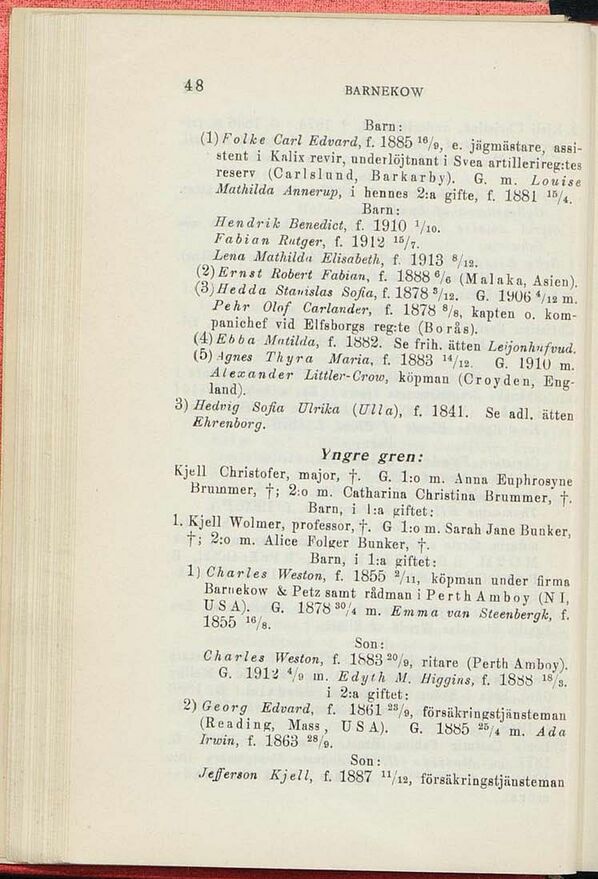 48
BARNEKOW
Barn:
(1) Folke Carl Edvard, f. 1885 16/9, e. jägmästare, assi-
stent i Kalix revir, underlöjtnant i Svea artillerireg:tes
reserv (Carlslund, Barkarby). G. m. Louise
Mathilda Annerup, i hennes 2:a gifte, f. 1881 15/4.
Barn:
Hendrik Benedict, f. 1910 1/10.
Fabian Rutger, f. 1912 15/7.
Lena Mathilda Elisabeth, f. 1913 8/12.
(2) Ernst Robert Fabian, f. 1888 6/6 (Malaka, Asien).
(3) Hedda Stanislas Sofia, f. 1878 3/12. G. 1906 4/12 m.
Pehr Olof Carlander, f. 1878 8/8, kapten o. kom-
panichef vid Elfsborgs reg:te (Borås).
(4) Ebba Matilda, f. 1882. Se frih. ätten Leijonhufvud.
(5) Agnes Thyra Maria, f. 1883 14/12. G. 1910 m.
Alexander Littler-Crow, köpman (Croyden, Eng-
land).
3) Hedvig Sofia Ulrika (Ulla), f. 1841. Se adl. ätten
Ehrenborg.
Yngre gren:
Kjell Christofer, major, †. G. 1:o m. Anna Euphrosyne
Brummer, †; 2:o m. Catharina Christina Brummer, †.
Barn, i 1:a giftet:
1. Kjell Wolmer, professor, †. G 1:o m. Sarah Jane Bunker,
†; 2:o m. Alice Folger Bunker, †.
Barn, i 1:a giftet:
1) Charles Weston, f. 1855 2/11, köpman under firma
Barnekow & Petz samt rådman i Perth Amboy (N I,
U S A). G. 1878 30/4 m. Emma van Steenbergk, f.
1855 16/8.
Son:
Charles Weston, f. 1883 20/9, ritare (Perth Amboy).
G. 1912 4/9 m. Edyth M. Higgins, f. 1888 18/3.
i 2:a giftet:
2) Georg Edvard, f. 1861 23/9, försäkringstjänsteman
(Reading, Mass, U S A). G. 1885 25/4 m. Ada
Irwin, f. 1863 28/9.
Son:
Jefferson Kjell, f. 1887 11/12, försäkringstjänsteman